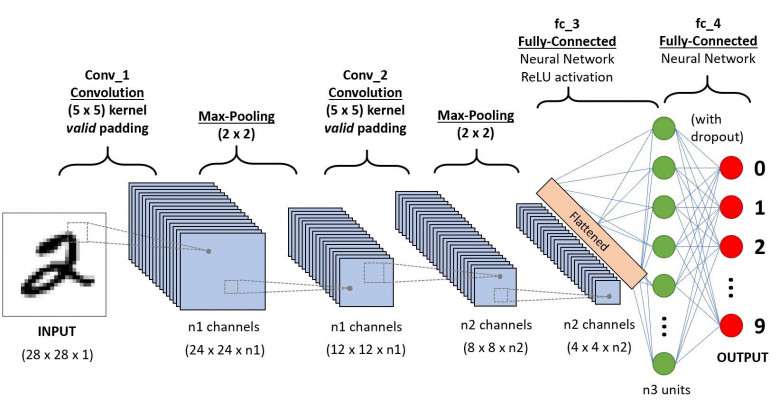 fc_3
Fully-Connected
Neural Network
ReLU activation
fc_4
Fully-Connected
Neural Network
Conv_1
Convolution
(5 x 5) kernel
valid padding
Max-Pooling
(2 x 2)
Conv_2
Convolution
(5 x 5) kernel
valid padding
Max-Pooling
(2 x 2)
(with
dropout)
Flattened
0
1
2
9
INPUT
(28 x 28 x 1)
n1 channels
(24 x 24 x n1)
n1 channels
(12 x 12 x n1)
n2 channels
(8 x 8 x n2)
n2 channels
(4 x 4 x n2)
OUTPUT
n3 units
2